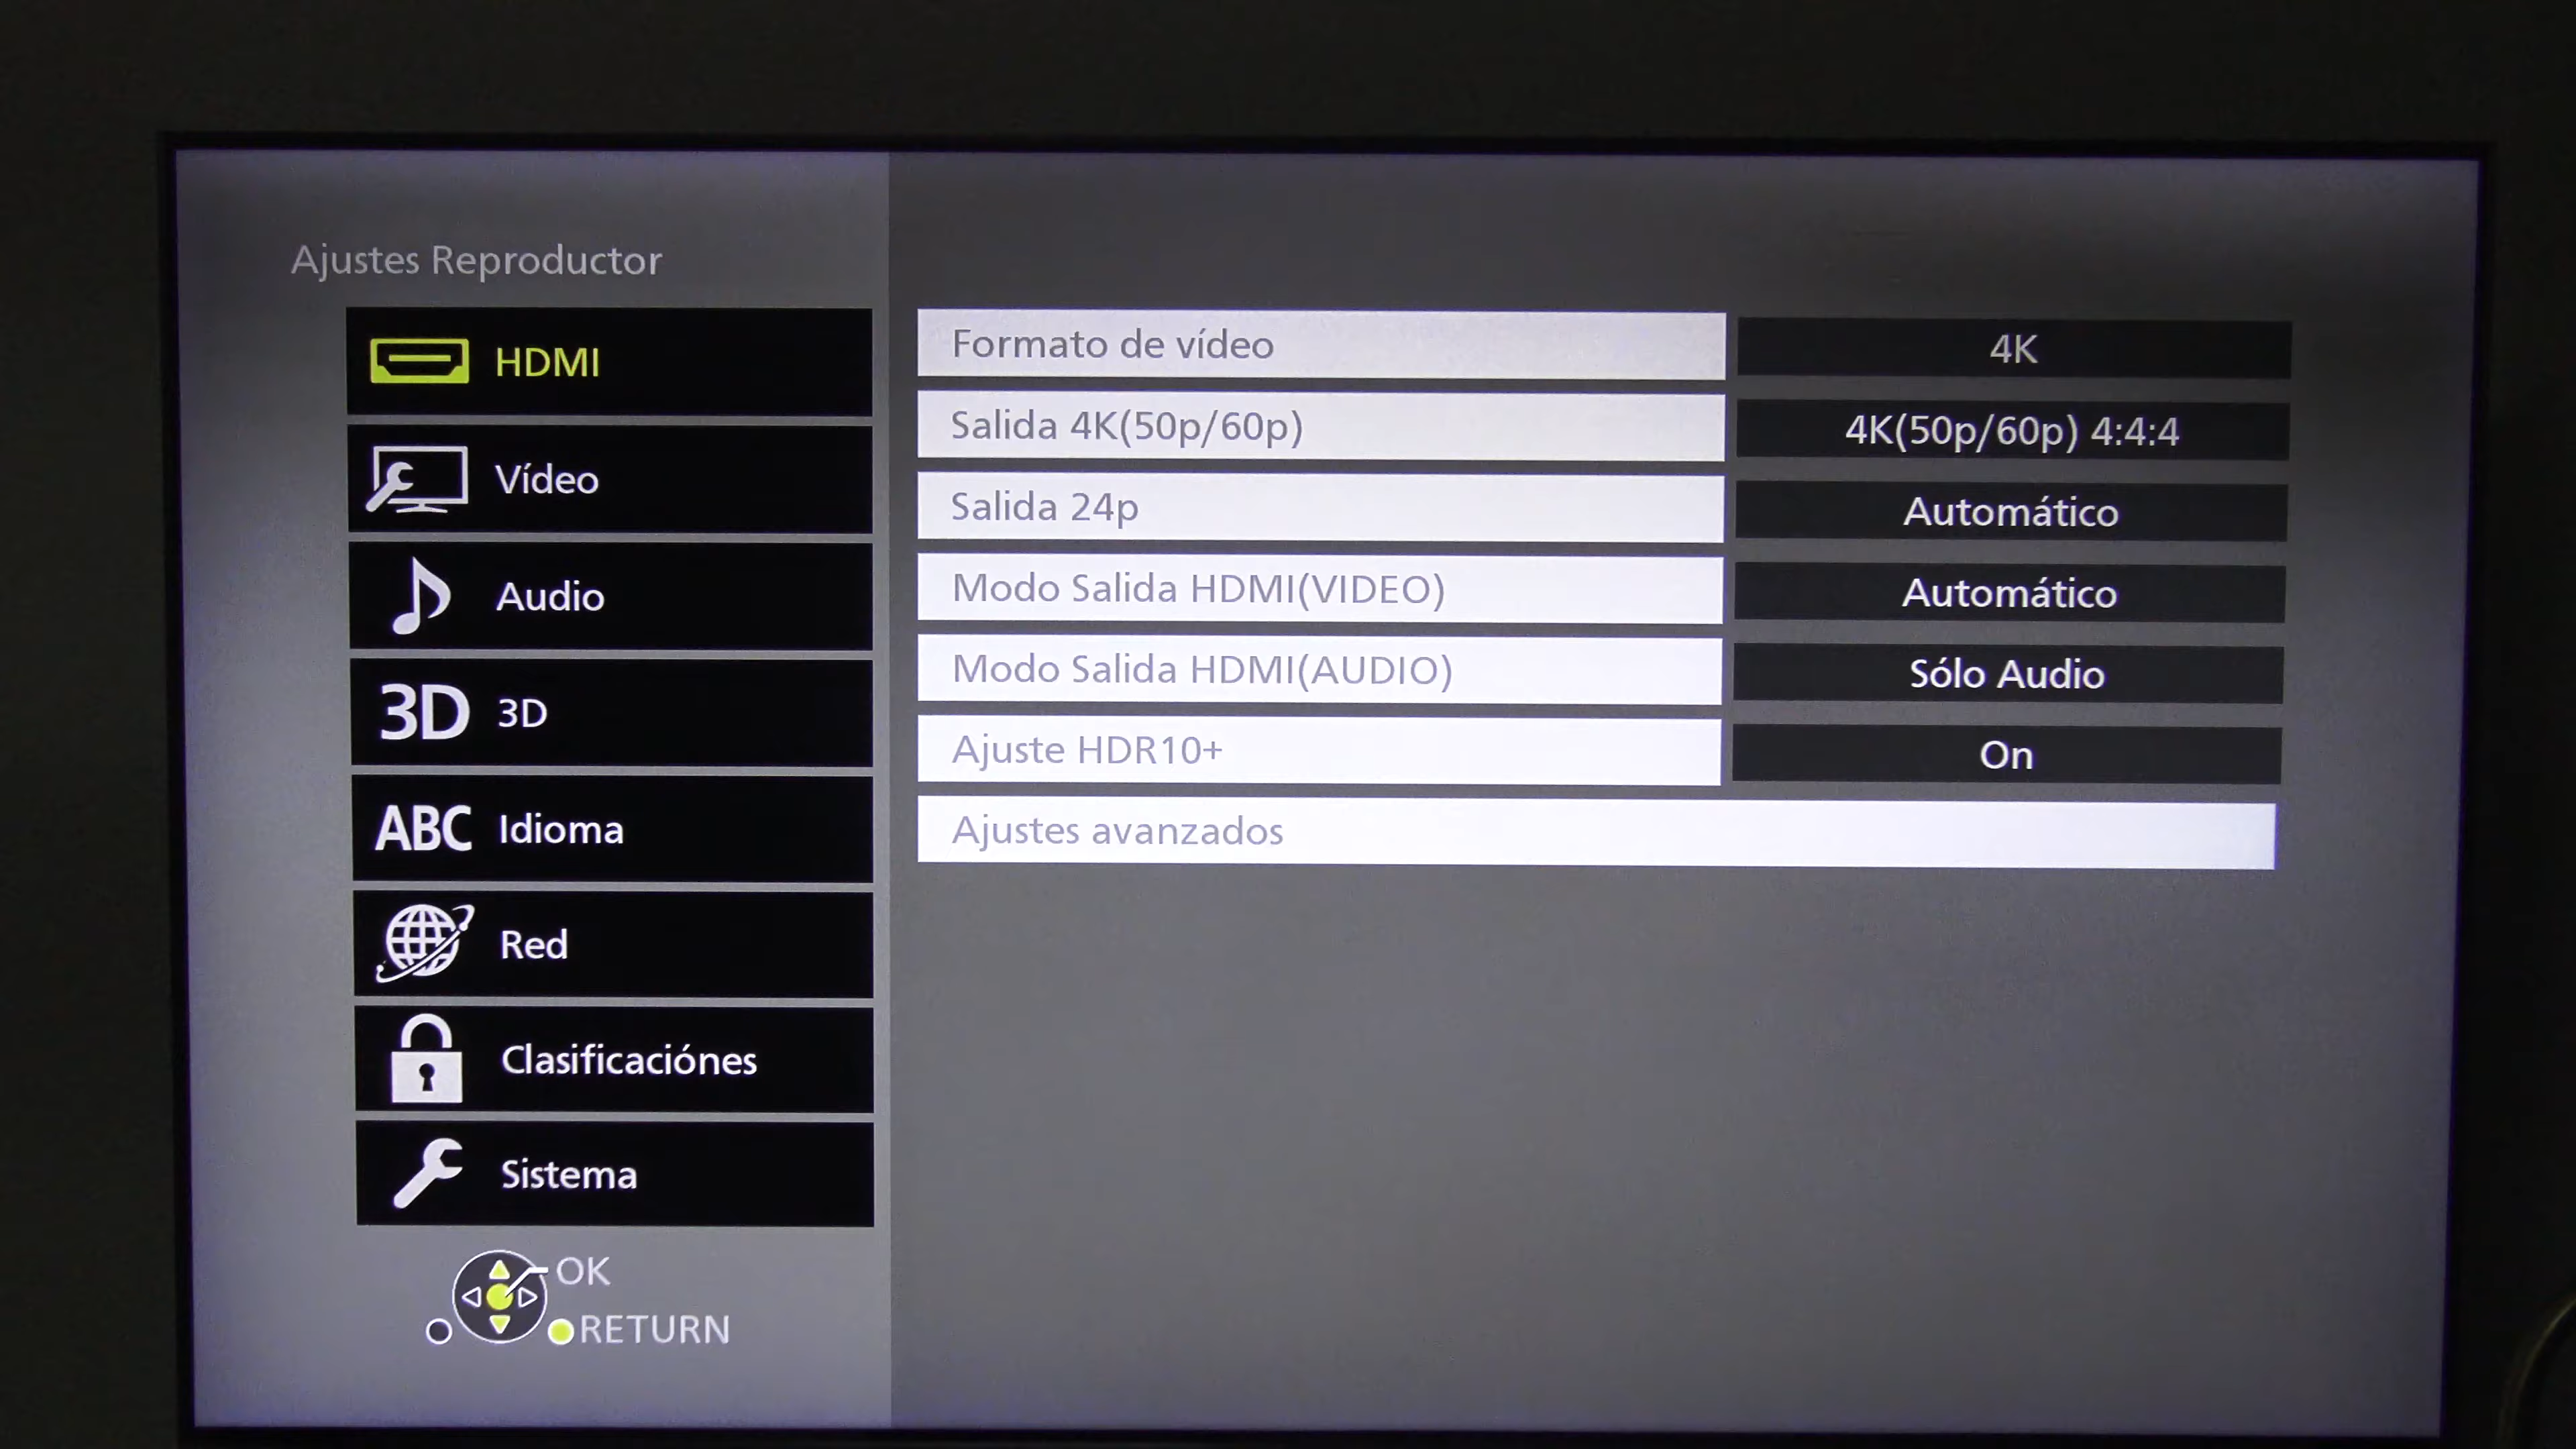 Ajustes Reproductor
HDMI
Vídeo
Audio
3D 3D
ABC Idioma
Red
Clasificaciónes
Sistema
OK
RETURN
Formato de vídeo 4K
Salida 4K(50p/60p) 4K(50p/60p) 4:4:4
Salida 24p Automático
Modo Salida HDMI(VIDEO) Automático
Modo Salida HDMI(AUDIO) Sólo Audio
Ajuste HDR10+ On
Ajustes avanzados